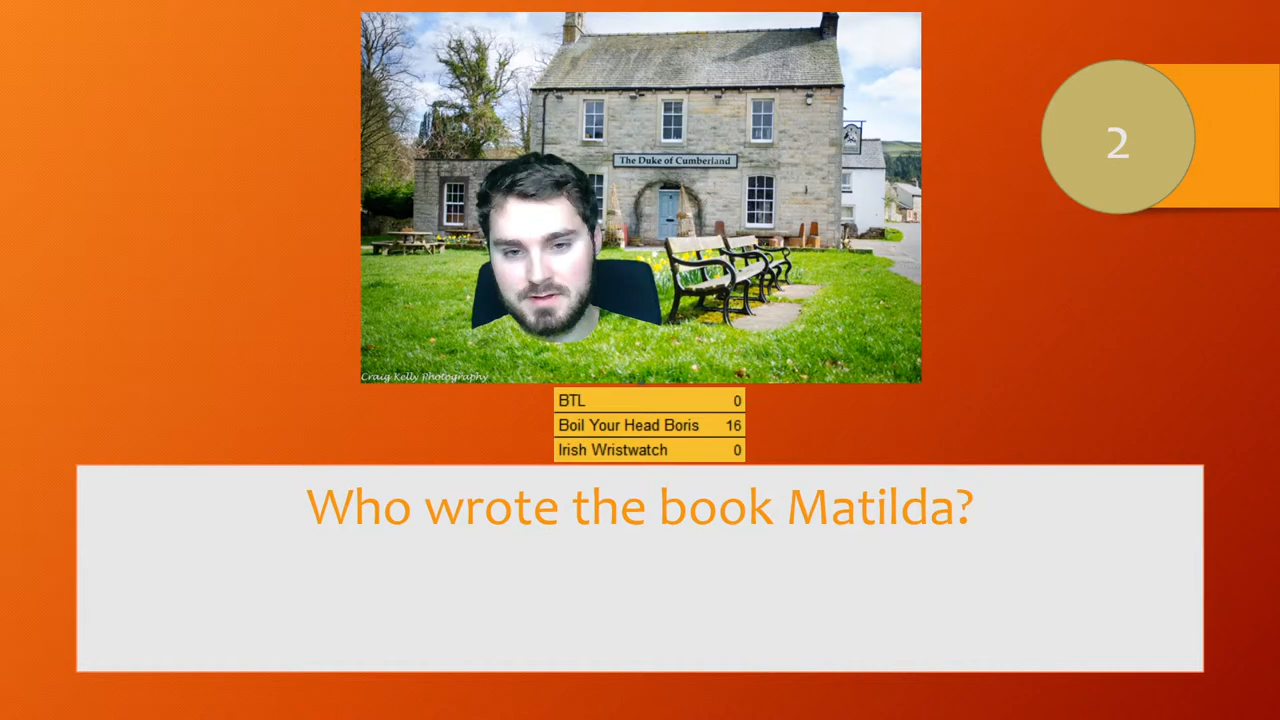 The Duke of Cumberland
2
Craig Kelly Photography
BTL 0
Boil Your Head Boris 16
Irish Wristwatch 0
Who wrote the book Matilda?